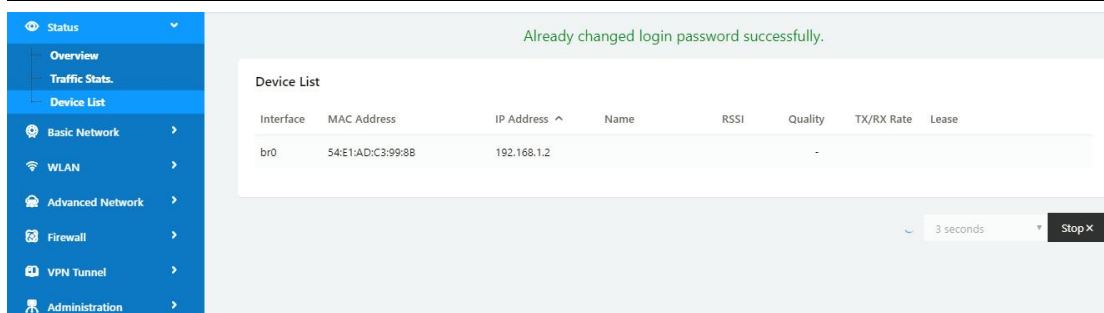 Status
Overview
Traffic Stats.
Device List
Basic Network
WLAN
Advanced Network
Firewall
VPN Tunnel
Administration
Already changed login password successfully.
Device List
Interface MAC Address IP Address Name RSSI Quality TX/RX Rate Lease
br0 54:E1:AD:C3:99:8B 192.168.1.2 -
3 seconds Stop ×